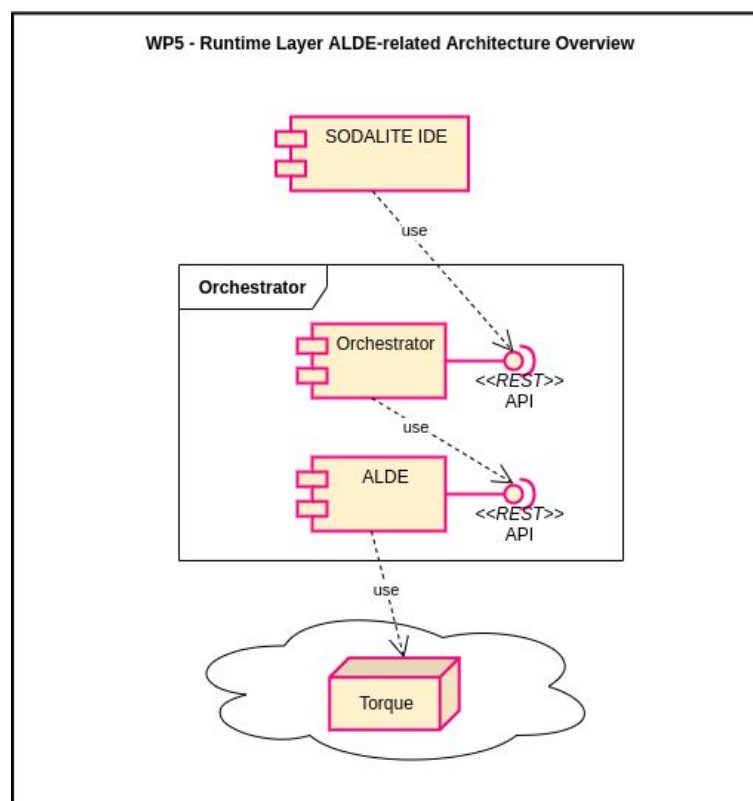 WP5 - Runtime Layer ALDE-related Architecture Overview
SODALITE IDE
use
Orchestrator
Orchestrator
<<REST>>
API
use
ALDE
<<REST>>
API
use
Torque